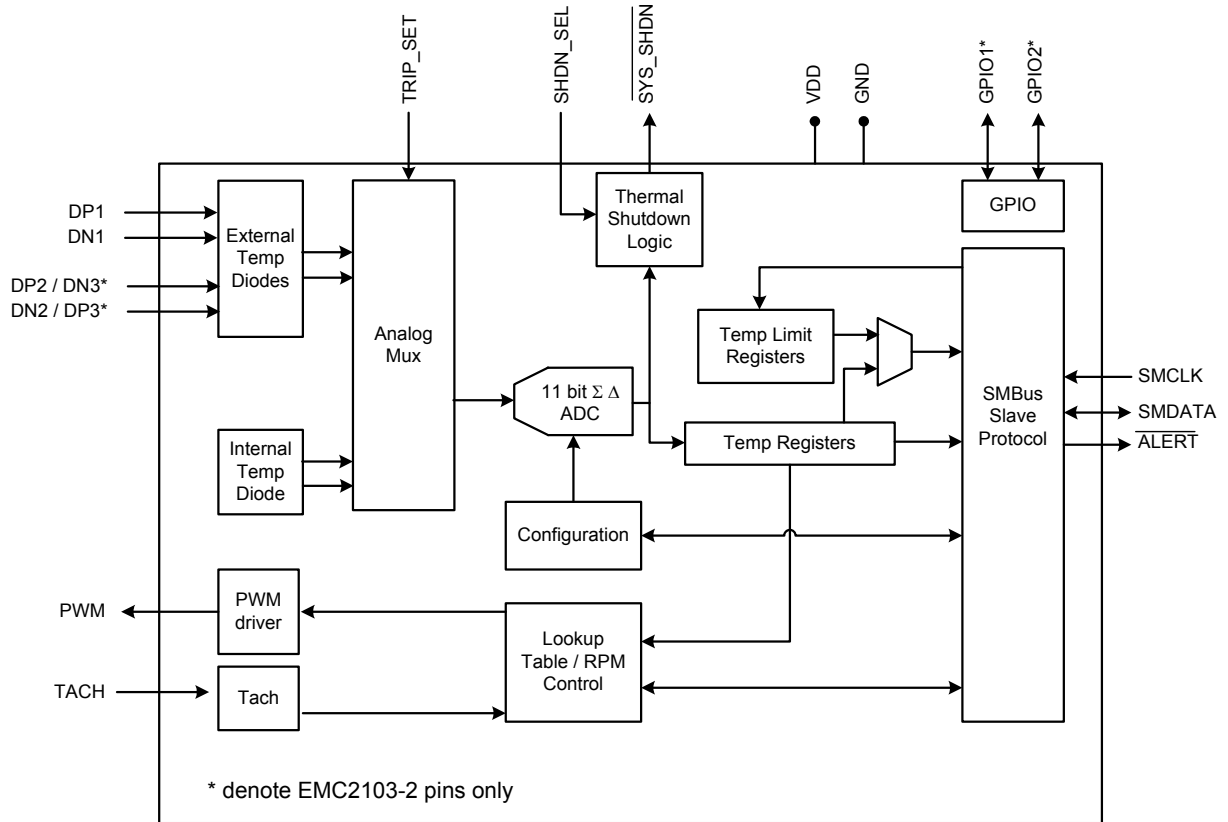 TRIP_SET
SHDN_SEL
SYS_SHDN
VDD
GND
GPIO1*
GPIO2*
DP1
DN1
DP2 / DN3*
DN2 / DP3*
External
Temp
Diodes
Analog
Mux
Thermal
Shutdown
Logic
GPIO
Temp Limit
Registers
11 bit Σ Δ
ADC
Temp Registers
SMBus
Slave
Protocol
SMCLK
SMDATA
ALERT
Internal
Temp
Diode
Configuration
PWM
PWM
driver
Lookup
Table / RPM
Control
TACH
Tach
* denote EMC2103-2 pins only